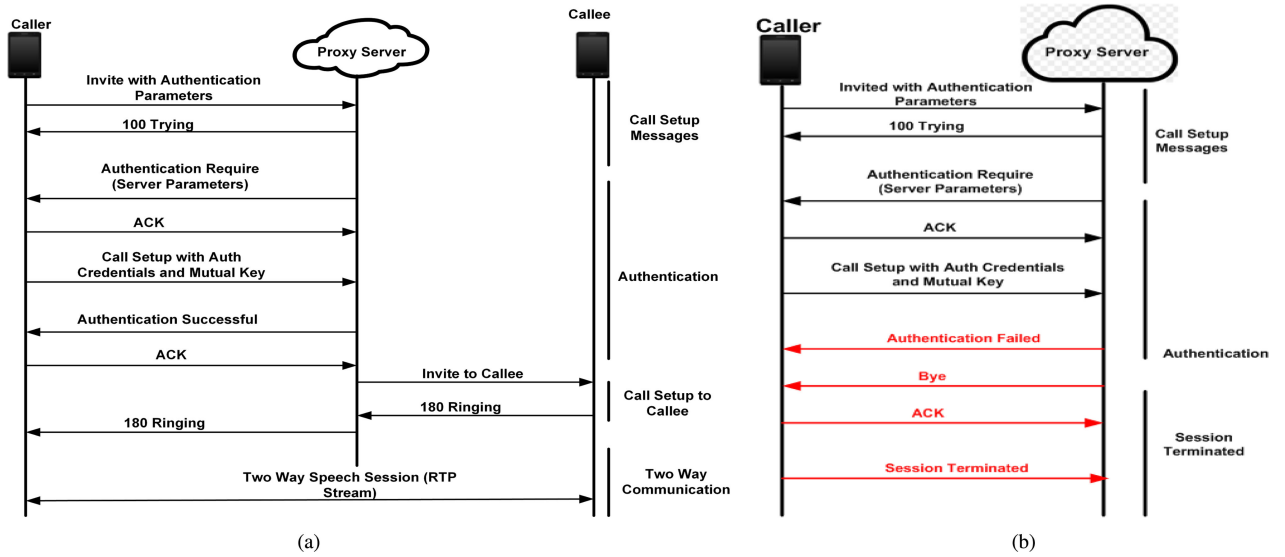 Caller
Proxy Server
Callee
Invite with Authentication
Parameters
100 Trying
Call Setup
Messages
Authentication Require
(Server Parameters)
ACK
Call Setup with Auth
Credentials and Mutual Key
Authentication
Authentication Successful
ACK
Invite to Callee
180 Ringing
Call Setup to
Callee
180 Ringing
Two Way Speech Session (RTP
Stream)
Two Way
Communication
(a)
Caller
Proxy Server
Invited with Authentication
Parameters
100 Trying
Call Setup
Messages
Authentication Require
(Server Parameters)
ACK
Call Setup with Auth Credentials
and Mutual Key
Authentication Failed
Authentication
Bye
ACK
Session
Terminated
Session Terminated
(b)